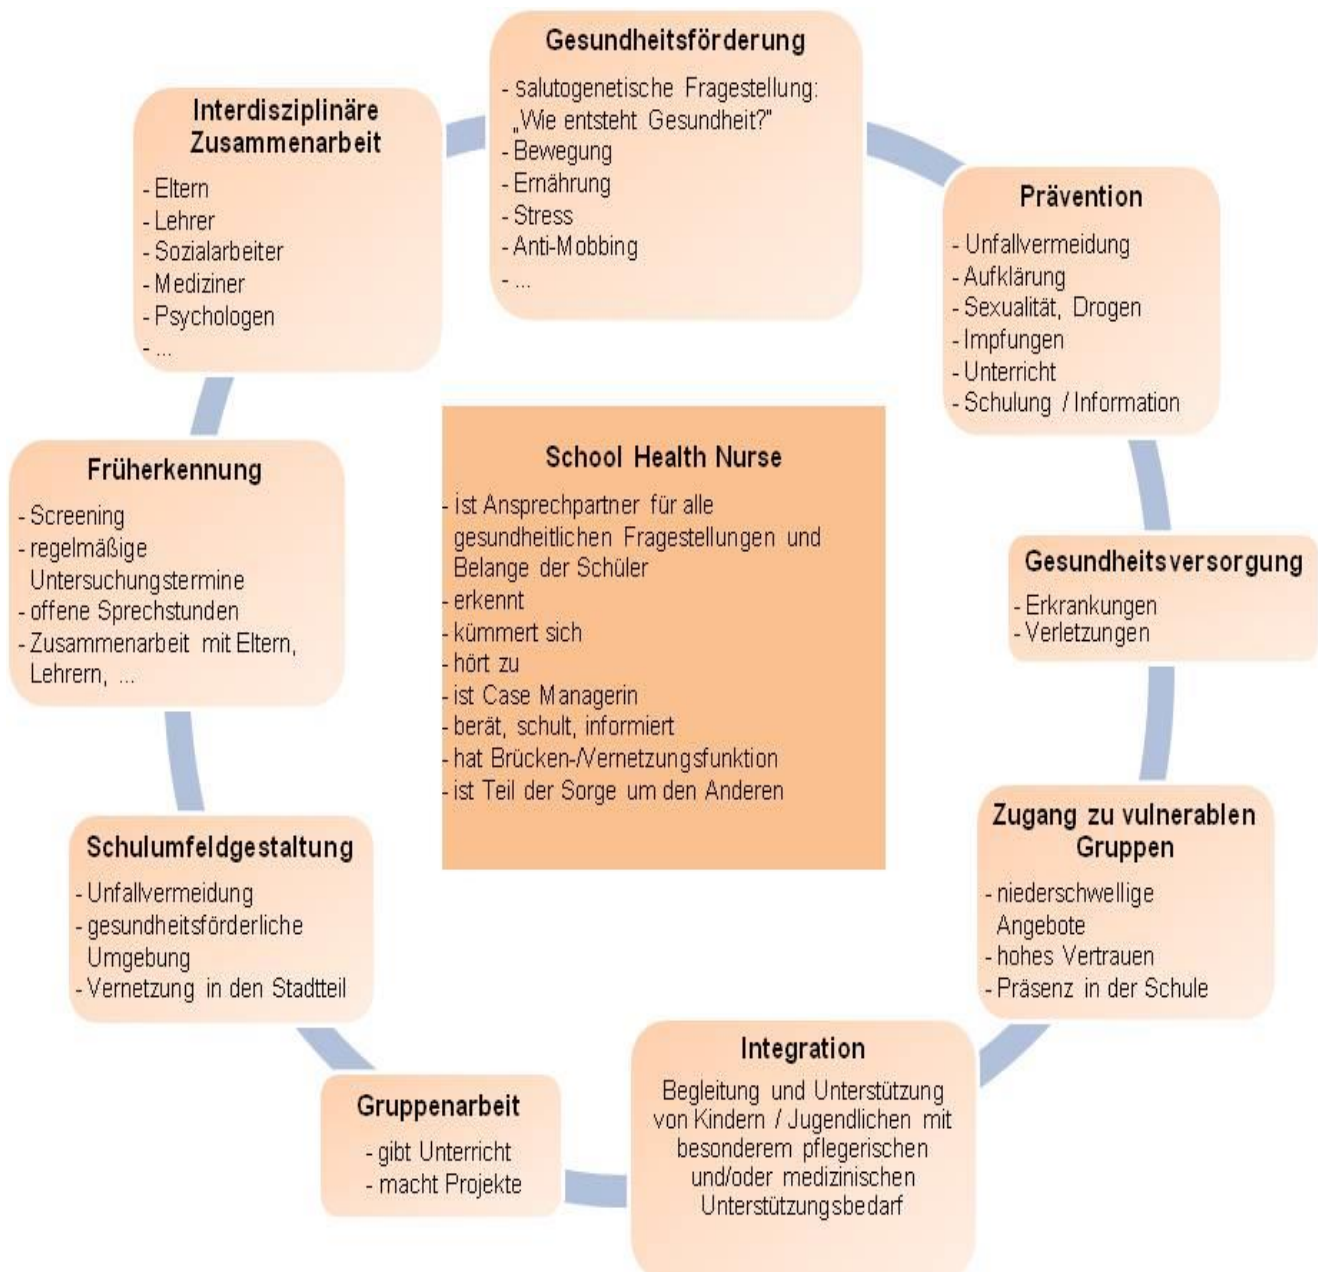 Gesundheitsförderung
- salutogenetische Fragestellung:
„Wie entsteht Gesundheit?"
- Bewegung
- Ernährung
- Stress
- Anti-Mobbing
- ...
Prävention
- Unfallvermeidung
- Aufklärung
- Sexualität, Drogen
- Impfungen
- Unterricht
- Schulung / Information
Gesundheitsversorgung
- Erkrankungen
- Verletzungen
Zugang zu vulnerablen
Gruppen
- niederschwellige
Angebote
- hohes Vertrauen
- Präsenz in der Schule
Integration
Begleitung und Unterstützung
von Kindern / Jugendlichen mit
besonderem pflegerischen
und/oder medizinischen
Unterstützungsbedarf
Gruppenarbeit
- gibt Unterricht
- macht Projekte
Schulumfeldgestaltung
- Unfallvermeidung
- gesundheitsförderliche
Umgebung
- Vernetzung in den Stadtteil
Früherkennung
- Screening
- regelmäßige
Untersuchungstermine
- offene Sprechstunden
- Zusammenarbeit mit Eltern,
Lehrern, ...
Interdisziplinäre
Zusammenarbeit
- Eltern
- Lehrer
- Sozialarbeiter
- Mediziner
- Psychologen
- ...
School Health Nurse
- ist Ansprechpartner für alle
gesundheitlichen Fragestellungen und
Belange der Schüler
- erkennt
- kümmert sich
- hört zu
- ist Case Managerin
- berät, schult, informiert
- hat Brücken-/Vernetzungsfunktion
- ist Teil der Sorge um den Anderen